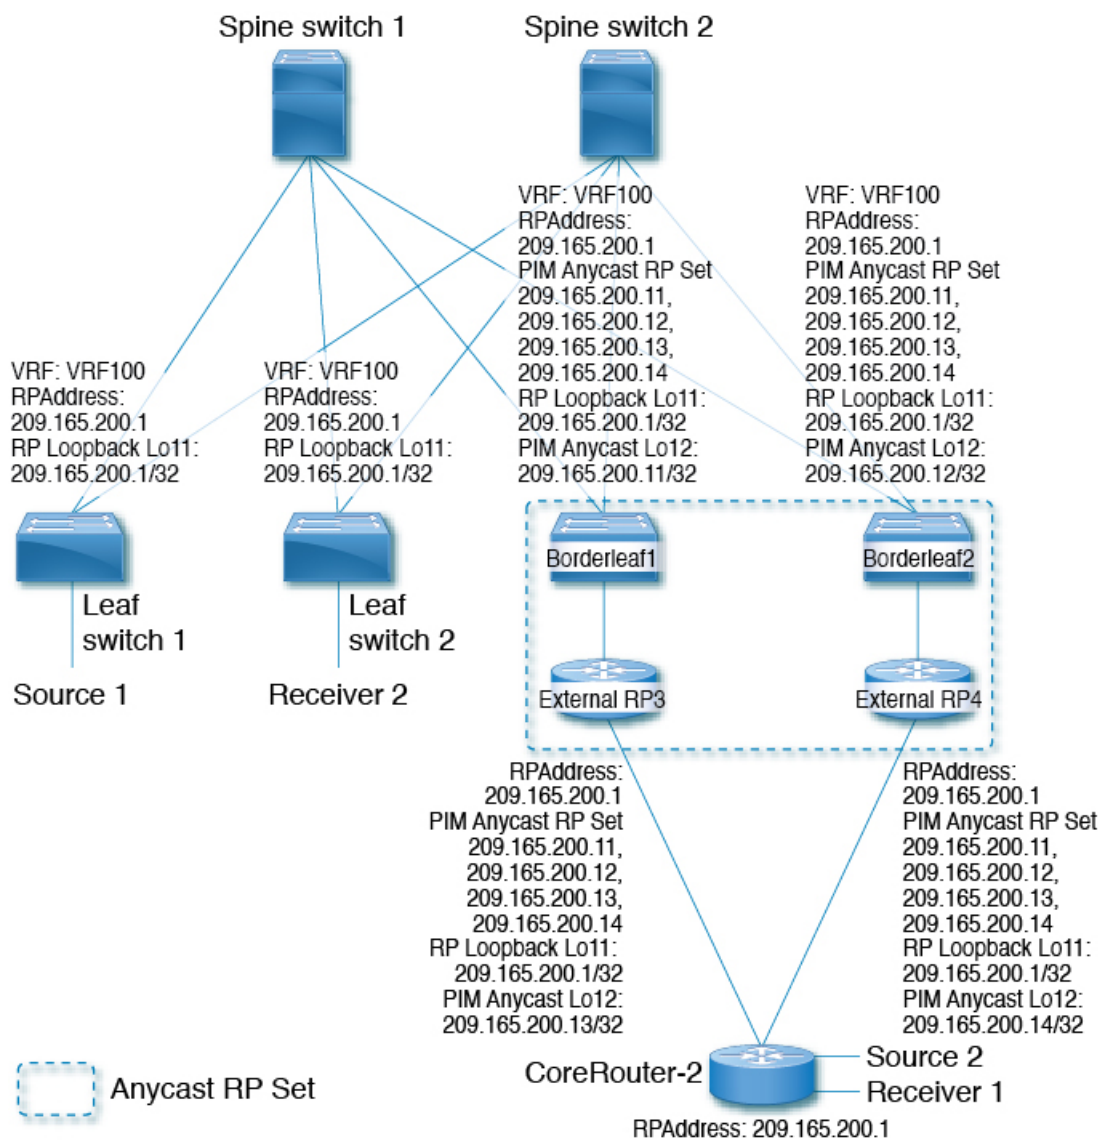 Spine switch 1
Spine switch 2
VRF: VRF100
RPAddress:
209.165.200.1
PIM Anycast RP Set
209.165.200.11,
209.165.200.12,
209.165.200.13,
209.165.200.14
RP Loopback Lo11:
209.165.200.1/32
PIM Anycast Lo12:
209.165.200.11/32
VRF: VRF100
RPAddress:
209.165.200.1
PIM Anycast RP Set
209.165.200.11,
209.165.200.12,
209.165.200.13,
209.165.200.14
RP Loopback Lo11:
209.165.200.1/32
PIM Anycast Lo12:
209.165.200.12/32
VRF: VRF100
RPAddress:
209.165.200.1
RP Loopback Lo11:
209.165.200.1/32
VRF: VRF100
RPAddress:
209.165.200.1
RP Loopback Lo11:
209.165.200.1/32
Borderleaf1
Borderleaf2
Leaf
switch 1
Leaf
switch 2
Source 1
Receiver 2
External RP3
External RP4
RPAddress:
209.165.200.1
PIM Anycast RP Set
209.165.200.11,
209.165.200.12,
209.165.200.13,
209.165.200.14
RP Loopback Lo11:
209.165.200.1/32
PIM Anycast Lo12:
209.165.200.13/32
RPAddress:
209.165.200.1
PIM Anycast RP Set
209.165.200.11,
209.165.200.12,
209.165.200.13,
209.165.200.14
RP Loopback Lo11:
209.165.200.1/32
PIM Anycast Lo12:
209.165.200.14/32
CoreRouter-2
Source 2
Receiver 1
RPAddress: 209.165.200.1
Anycast RP Set